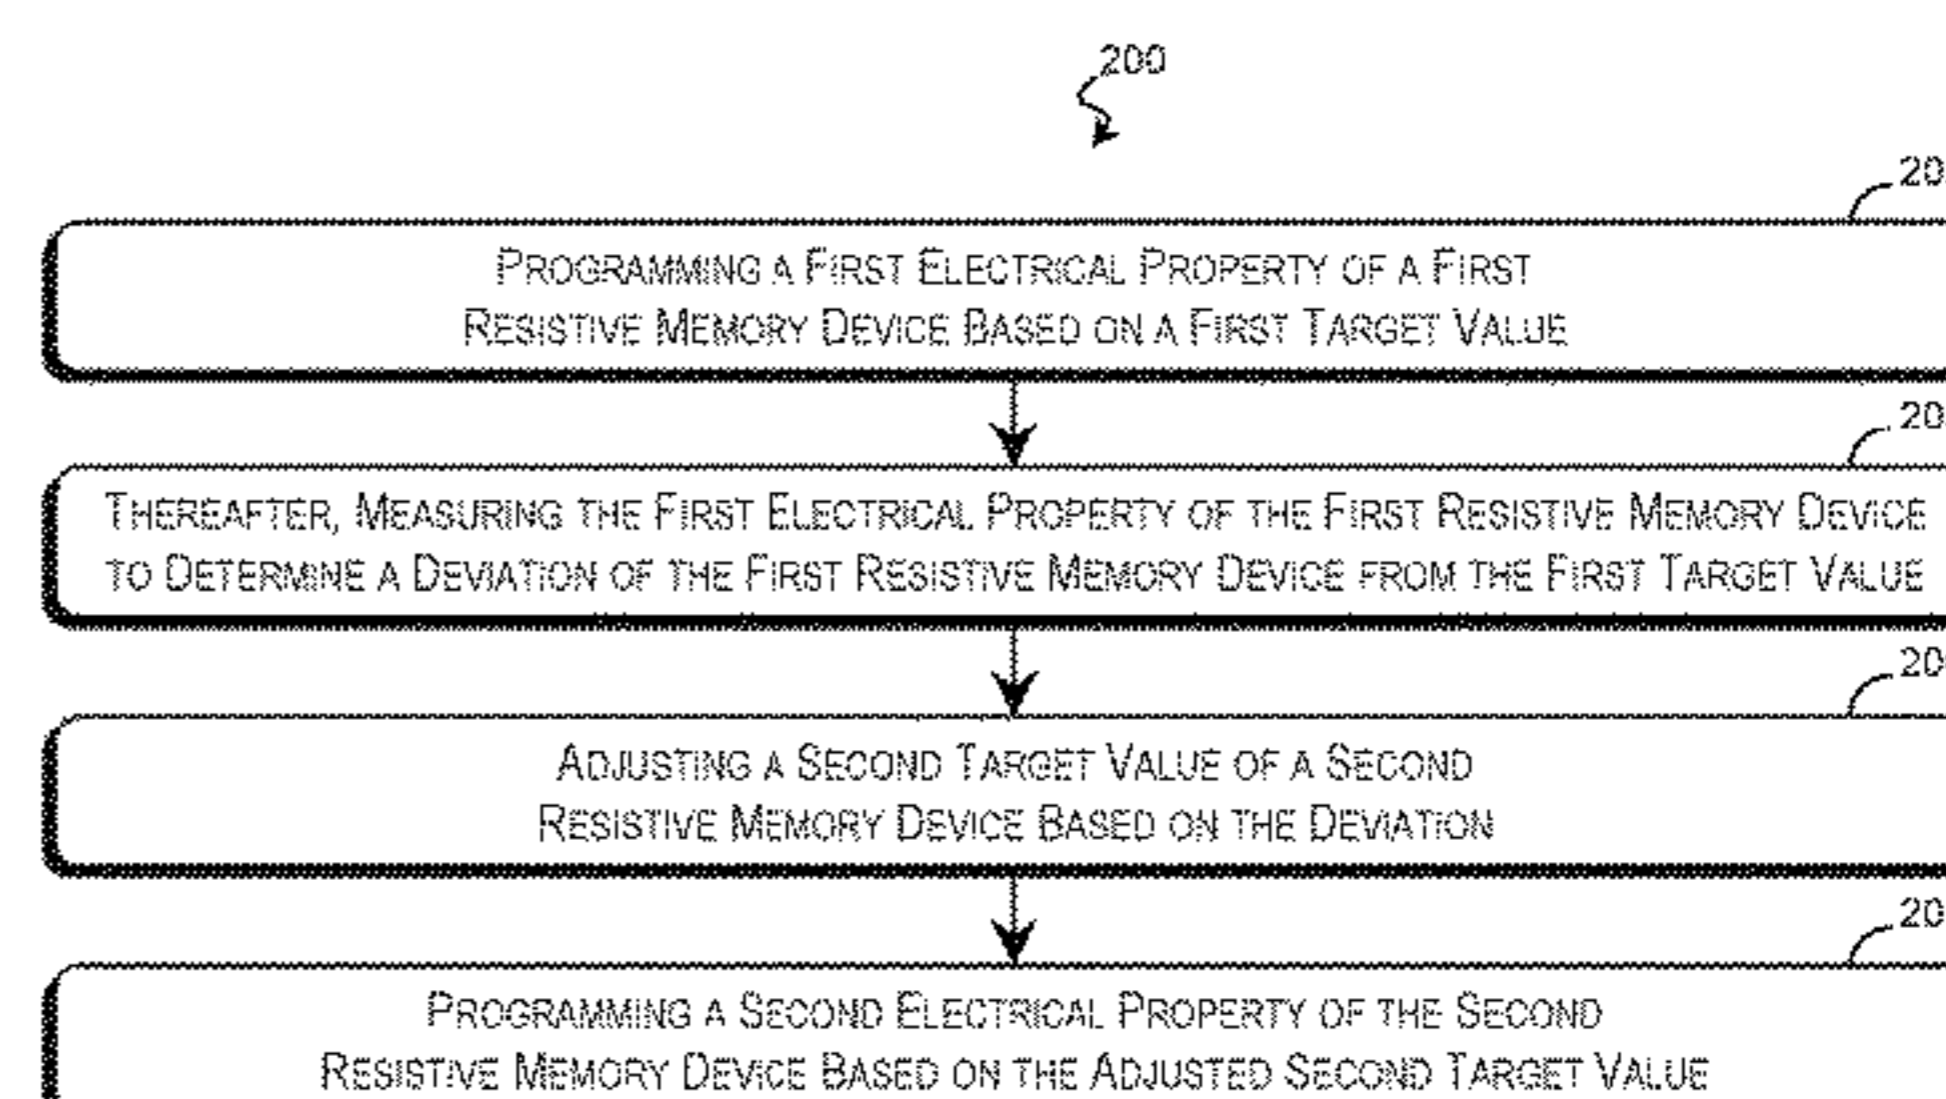 200
20
PROGRAMMING A FIRST ELECTRICAL PROPERTY OF A FIRST
RESISTIVE MEMORY DEVICE BASED ON A FIRST TARGET VALUE
20
THEREAFTER, MEASURING THE FIRST ELECTRICAL PROPERTY OF THE FIRST RESISTIVE MEMORY DEVICE
TO DETERMINE A DEVIATION OF THE FIRST RESISTIVE MEMORY DEVICE FROM THE FIRST TARGET VALUE
20
ADJUSTING A SECOND TARGET VALUE OF A SECOND
RESISTIVE MEMORY DEVICE BASED ON THE DEVIATION
20
PROGRAMMING A SECOND ELECTRICAL PROPERTY OF THE SECOND
RESISTIVE MEMORY DEVICE BASED ON THE ADJUSTED SECOND TARGET VALUE